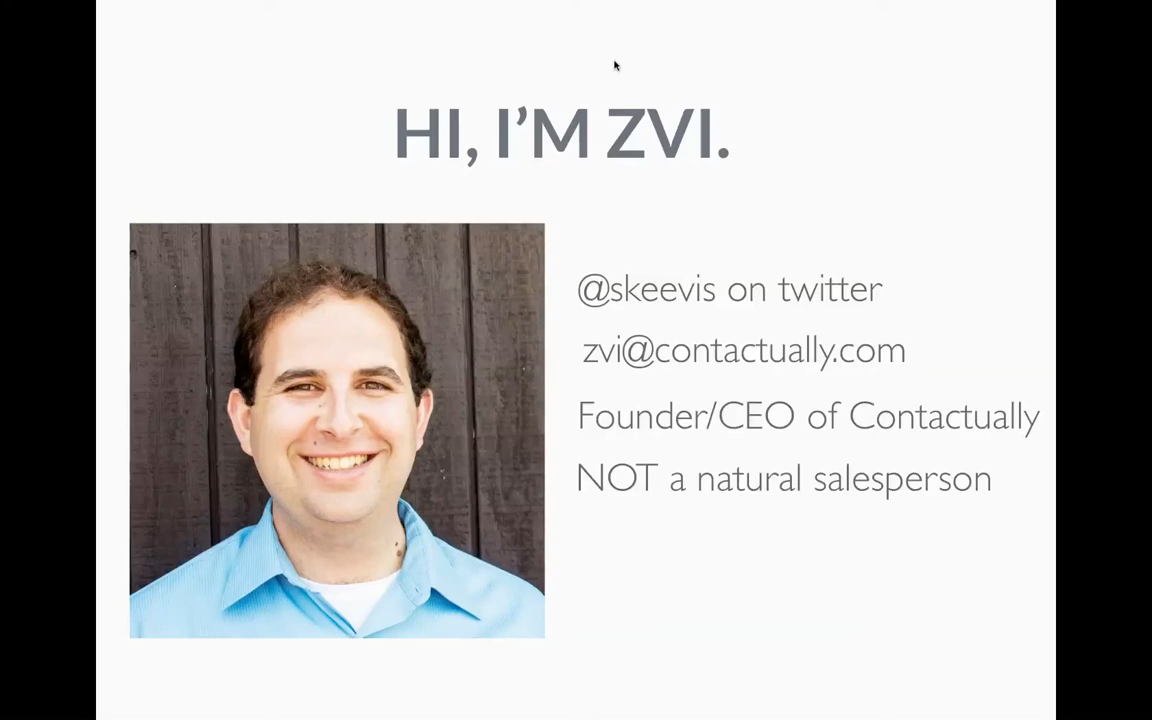 HI, I’M ZVI.
@skeevis on twitter
zvi@contactually.com
Founder/CEO of Contactually
NOT a natural salesperson